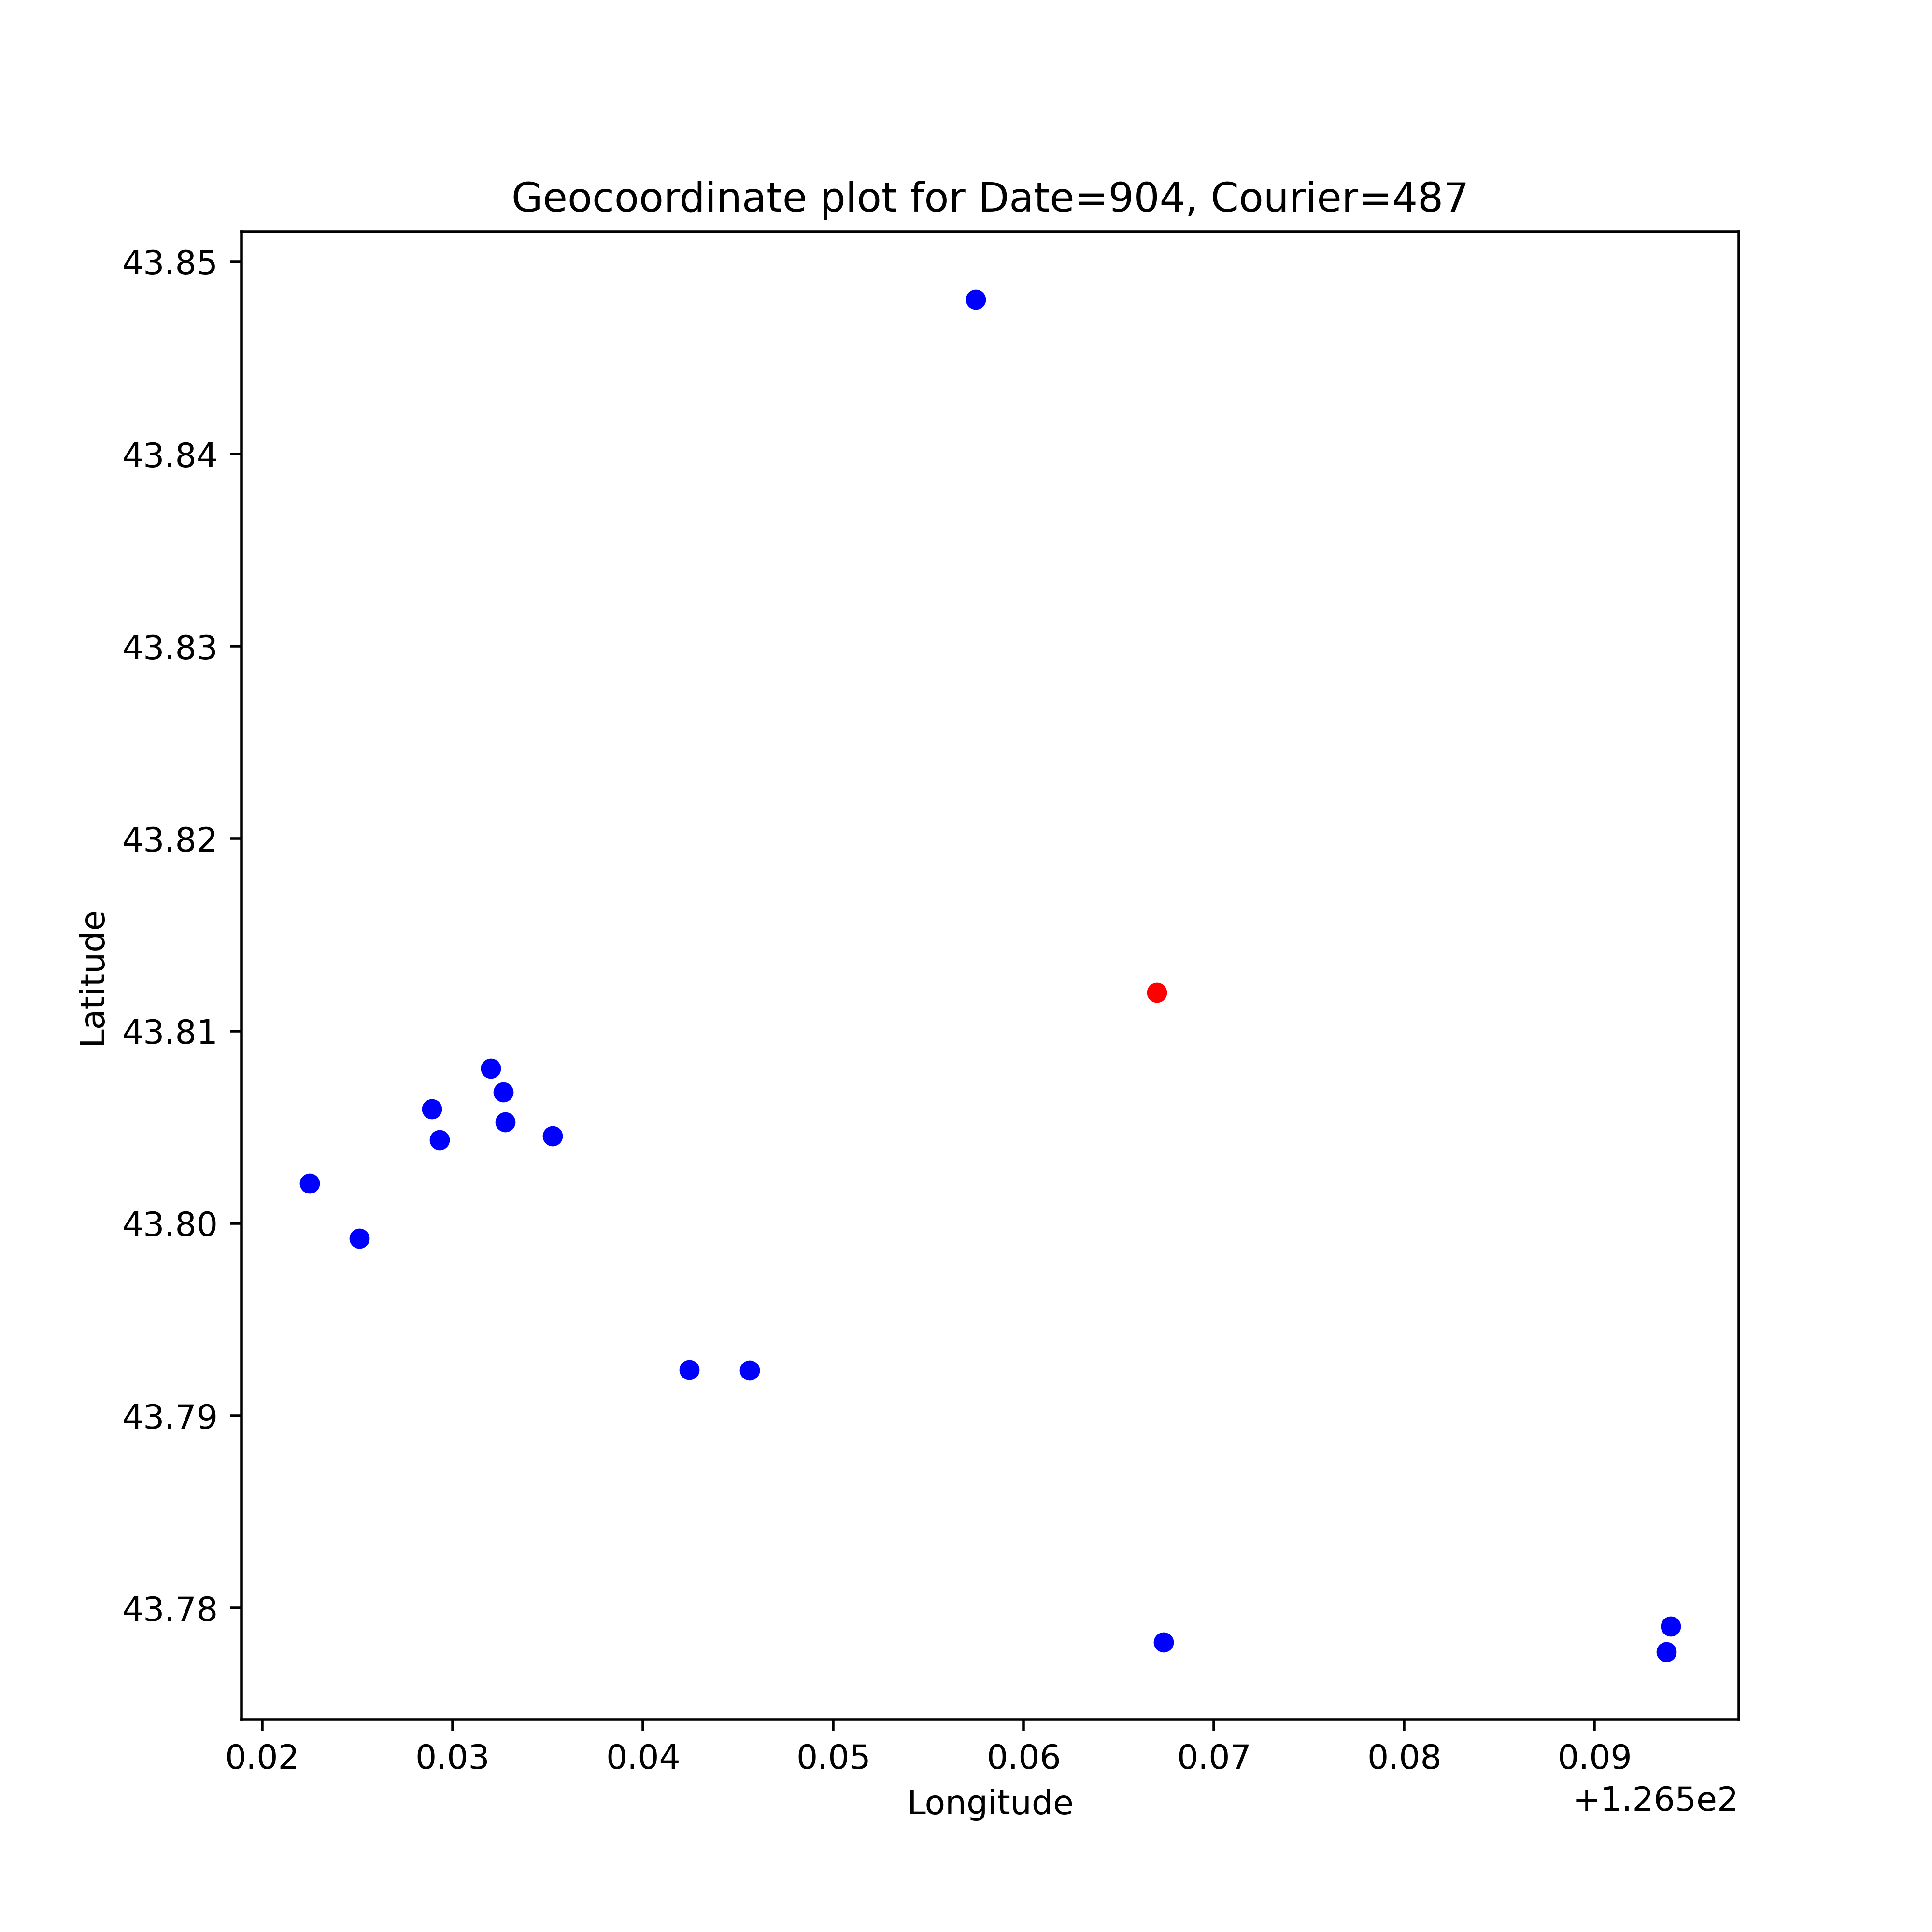 Geocoordinate plot for Date=904, Courier=487
43.85
43.84
43.83
43.82
43.81
43.80
43.79
43.78
Latitude
0.02 0.03 0.04 0.05 0.06 0.07 0.08 0.09
+1.265e2
Longitude